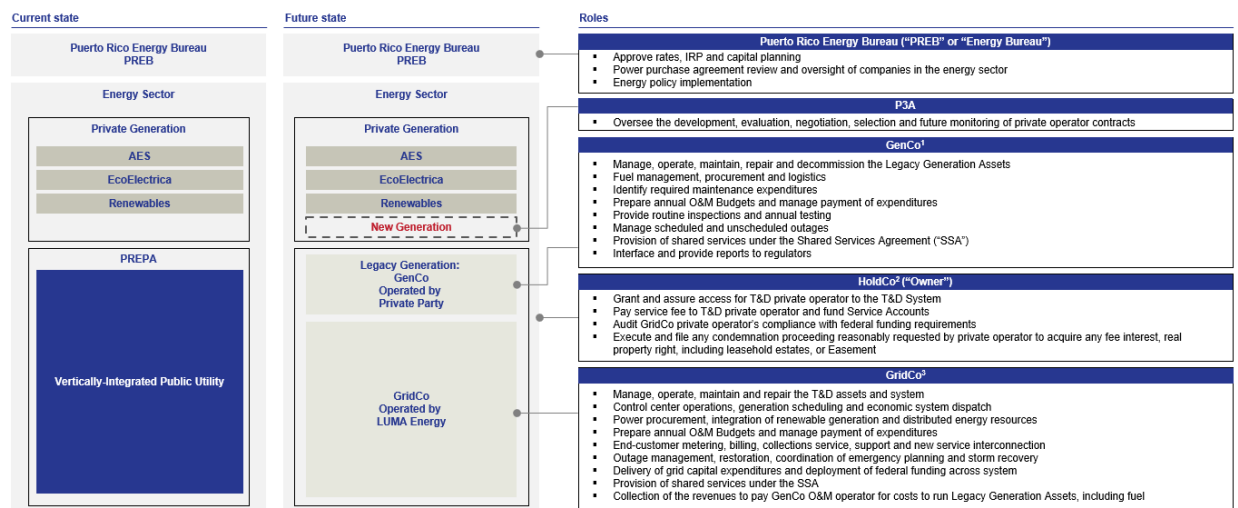 Current state
Puerto Rico Energy Bureau
PREB
Energy Sector
Private Generation
AES
EcoElectrica
Renewables
PREPA
Vertically-Integrated Public Utility
Future state
Puerto Rico Energy Bureau
PREB
Energy Sector
Private Generation
AES
EcoElectrica
Renewables
New Generation
Legacy Generation:
GenCo
Operated by
Private Party
GridCo
Operated by
LUMA Energy
Roles
Puerto Rico Energy Bureau ("PREB" or "Energy Bureau")
▪ Approve rates, IRP and capital planning
▪ Power purchase agreement review and oversight of companies in the energy sector
▪ Energy policy implementation
P3A
▪ Oversee the development, evaluation, negotiation, selection and future monitoring of private operator contracts
GenCo¹
▪ Manage, operate, maintain, repair and decommission the Legacy Generation Assets
▪ Fuel management, procurement and logistics
▪ Identify required maintenance expenditures
▪ Prepare annual O&M Budgets and manage payment of expenditures
▪ Provide routine inspections and annual testing
▪ Manage scheduled and unscheduled outages
▪ Provision of shared services under the Shared Services Agreement ("SSA")
▪ Interface and provide reports to regulators
HoldCo² ("Owner")
▪ Grant and assure access for T&D private operator to the T&D System
▪ Pay service fee to T&D private operator and fund Service Accounts
▪ Audit GridCo private operator's compliance with federal funding requirements
▪ Execute and file any condemnation proceeding reasonably requested by private operator to acquire any fee interest, real
property right, including leasehold estates, or Easement
GridCo³
▪ Manage, operate, maintain and repair the T&D assets and system
▪ Control center operations, generation scheduling and economic system dispatch
▪ Power procurement, integration of renewable generation and distributed energy resources
▪ Prepare annual O&M Budgets and manage payment of expenditures
▪ End-customer metering, billing, collections service, support and new service interconnection
▪ Outage management, restoration, coordination of emergency planning and storm recovery
▪ Delivery of grid capital expenditures and deployment of federal funding across system
▪ Provision of shared services under the SSA
▪ Collection of the revenues to pay GenCo O&M operator for costs to run Legacy Generation Assets, including fuel